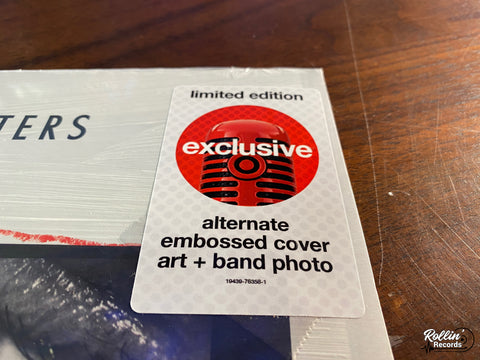 TERS
limited edition
exclusive
alternate
embossed cover
art + band photo
19439-76358-1
Rollin'
Records